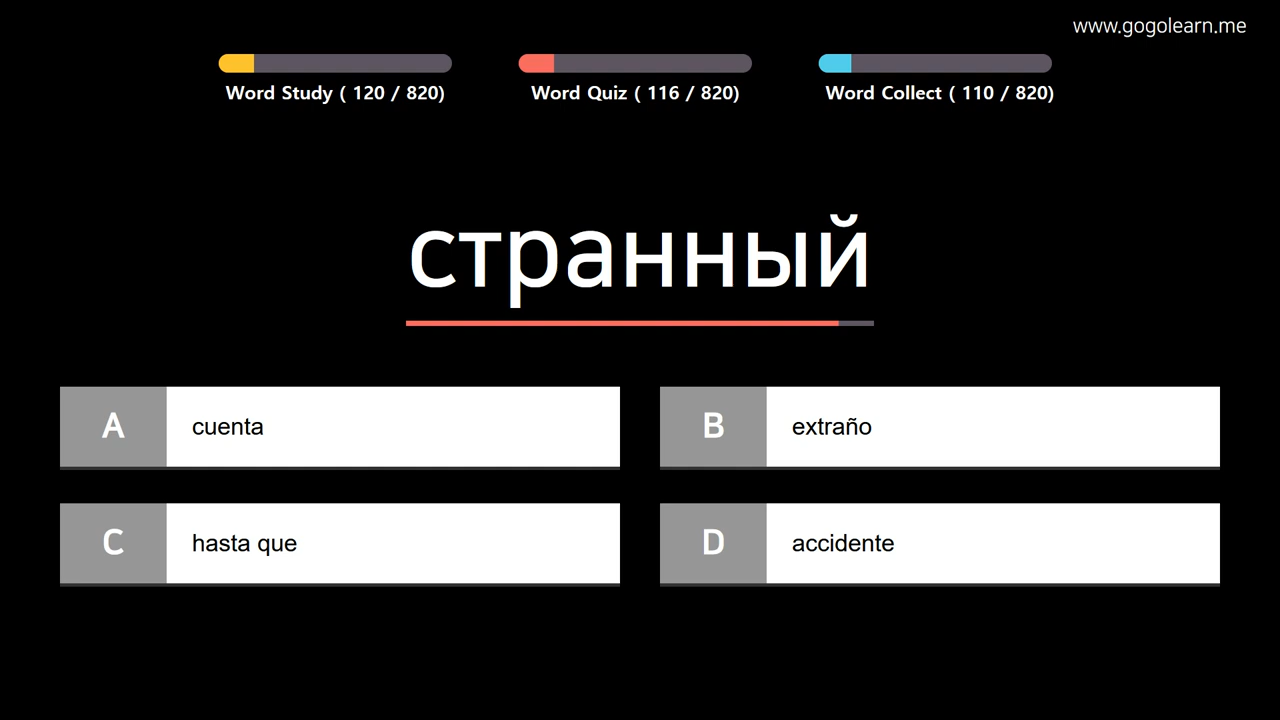 www.gogolearn.me
Word Study ( 120 / 820)
Word Quiz ( 116 / 820)
Word Collect ( 110 / 820)
странный
A cuenta
B extraño
C hasta que
D accidente